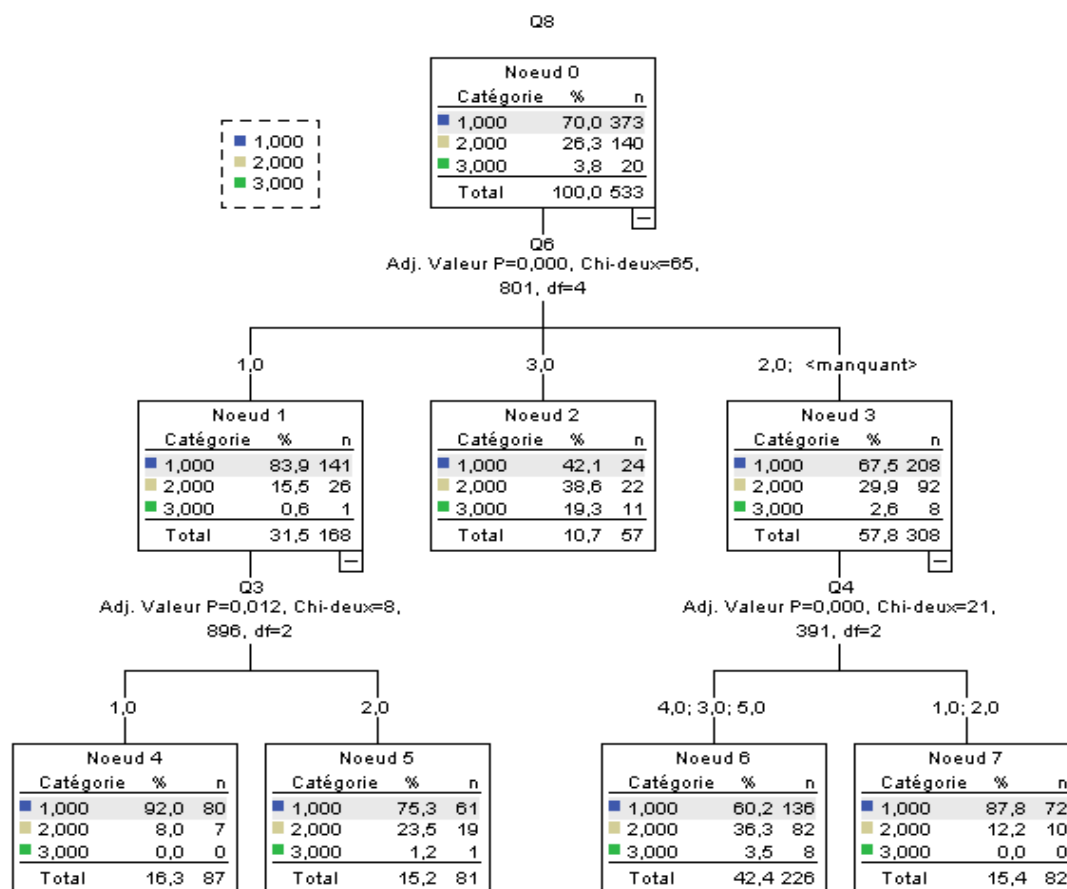 Q8
Noeud 0
Catégorie % n
1,000 70,0 373
2,000 26,3 140
3,000 3,8 20
Total 100,0 533
1,000
2,000
3,000
Q6
Adj. Valeur P=0,000, Chi-deux=65,
801, df=4
1,0
3,0
2,0; <manquant>
Noeud 1
Catégorie % n
1,000 83,9 141
2,000 15,5 26
3,000 0,6 1
Total 31,5 168
Noeud 2
Catégorie % n
1,000 42,1 24
2,000 38,6 22
3,000 19,3 11
Total 10,7 57
Noeud 3
Catégorie % n
1,000 67,5 208
2,000 29,9 92
3,000 2,6 8
Total 57,8 308
Q3
Adj. Valeur P=0,012, Chi-deux=8,
896, df=2
Q4
Adj. Valeur P=0,000, Chi-deux=21,
391, df=2
1,0
2,0
4,0; 3,0; 5,0
1,0; 2,0
Noeud 4
Catégorie % n
1,000 92,0 80
2,000 8,0 7
3,000 0,0 0
Total 16,3 87
Noeud 5
Catégorie % n
1,000 75,3 61
2,000 23,5 19
3,000 1,2 1
Total 15,2 81
Noeud 6
Catégorie % n
1,000 60,2 136
2,000 36,3 82
3,000 3,5 8
Total 42,4 226
Noeud 7
Catégorie % n
1,000 87,8 72
2,000 12,2 10
3,000 0,0 0
Total 15,4 82